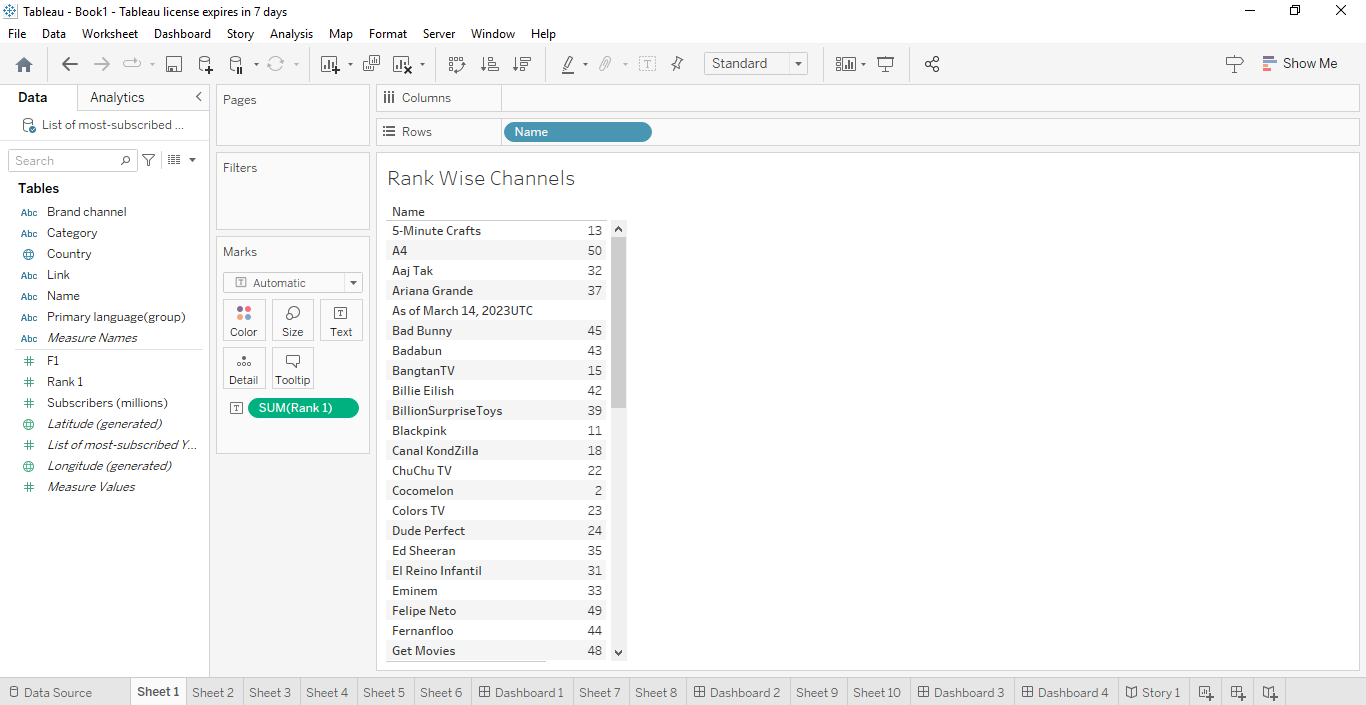 Tableau - Book1 - Tableau license expires in 7 days
File Data Worksheet Dashboard Story Analysis Map Format Server Window Help
Standard
Show Me
Data Analytics
List of most-subscribed ...
Search
Tables
Abc Brand channel
Abc Category
Country
Abc Link
Abc Name
Abc Primary language(group)
Abc Measure Names
F1
Rank 1
Subscribers (millions)
Latitude (generated)
List of most-subscribed Y...
Longitude (generated)
Measure Values
Pages
Filters
Marks
T Automatic
Color Size Text
Detail Tooltip
T SUM(Rank 1)
Columns
Rows Name
Rank Wise Channels
Name
5-Minute Crafts 13
A4 50
Aaj Tak 32
Ariana Grande 37
As of March 14, 2023UTC
Bad Bunny 45
Badabun 43
BangtanTV 15
Billie Eilish 42
BillionSurpriseToys 39
Blackpink 11
Canal KondZilla 18
ChuChu TV 22
Cocomelon 2
Colors TV 23
Dude Perfect 24
Ed Sheeran 35
El Reino Infantil 31
Eminem 33
Felipe Neto 49
Fernanfloo 44
Get Movies 48
Data Source Sheet 1 Sheet 2 Sheet 3 Sheet 4 Sheet 5 Sheet 6 Dashboard 1 Sheet 7 Sheet 8 Dashboard 2 Sheet 9 Sheet 10 Dashboard 3 Dashboard 4 Story 1